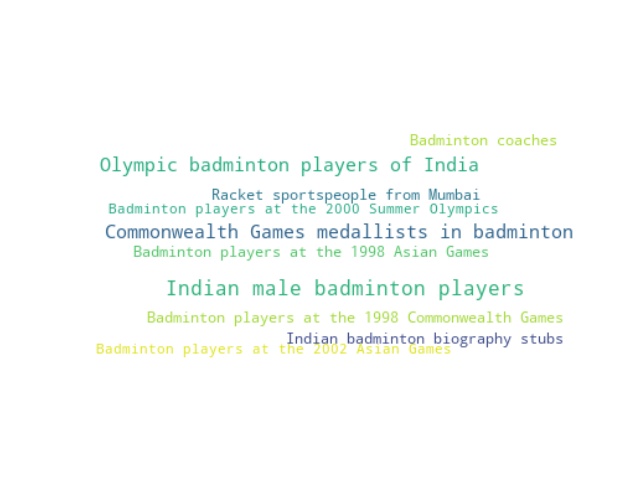 Badminton coaches
Olympic badminton players of India
Racket sportspeople from Mumbai
Badminton players at the 2000 Summer Olympics
Commonwealth Games medallists in badminton
Badminton players at the 1998 Asian Games
Indian male badminton players
Badminton players at the 1998 Commonwealth Games
Indian badminton biography stubs
Badminton players at the 2002 Asian Games